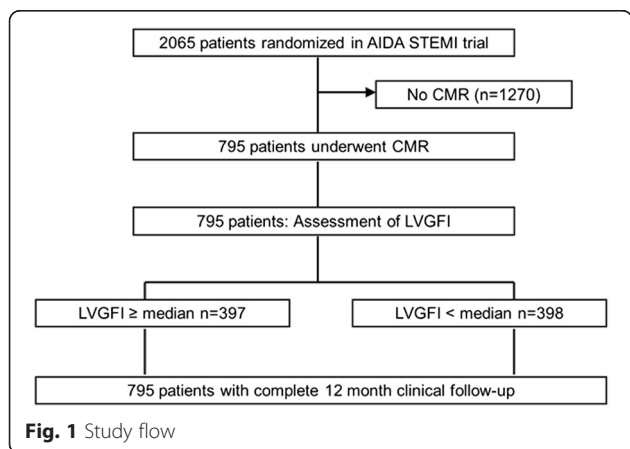 2065 patients randomized in AIDA STEMI trial
No CMR (n=1270)
795 patients underwent CMR
795 patients: Assessment of LVGFI
LVGFI ≥ median n=397
LVGFI < median n=398
795 patients with complete 12 month clinical follow-up
Fig. 1 Study flow